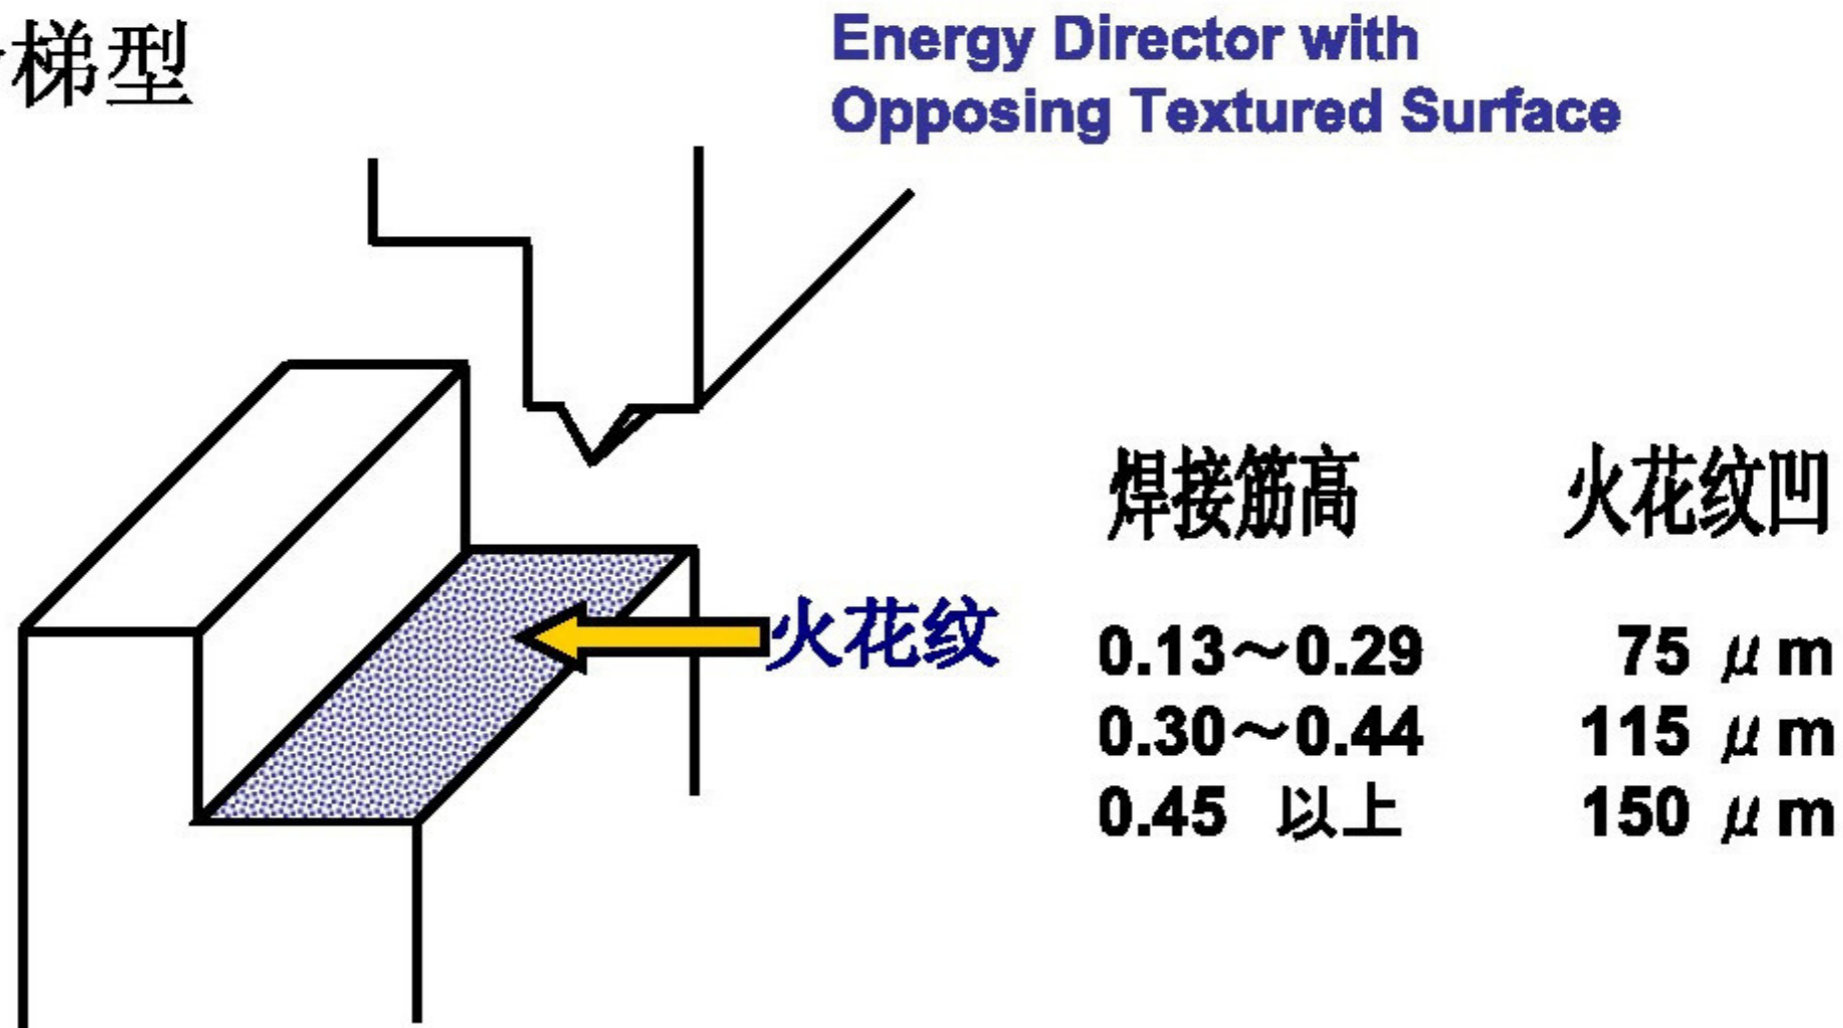 梯型
Energy Director with
Opposing Textured Surface
焊接筋高 火花纹凹
火花纹
0.13～0.29 75 μm
0.30～0.44 115 μm
0.45 以上 150 μm